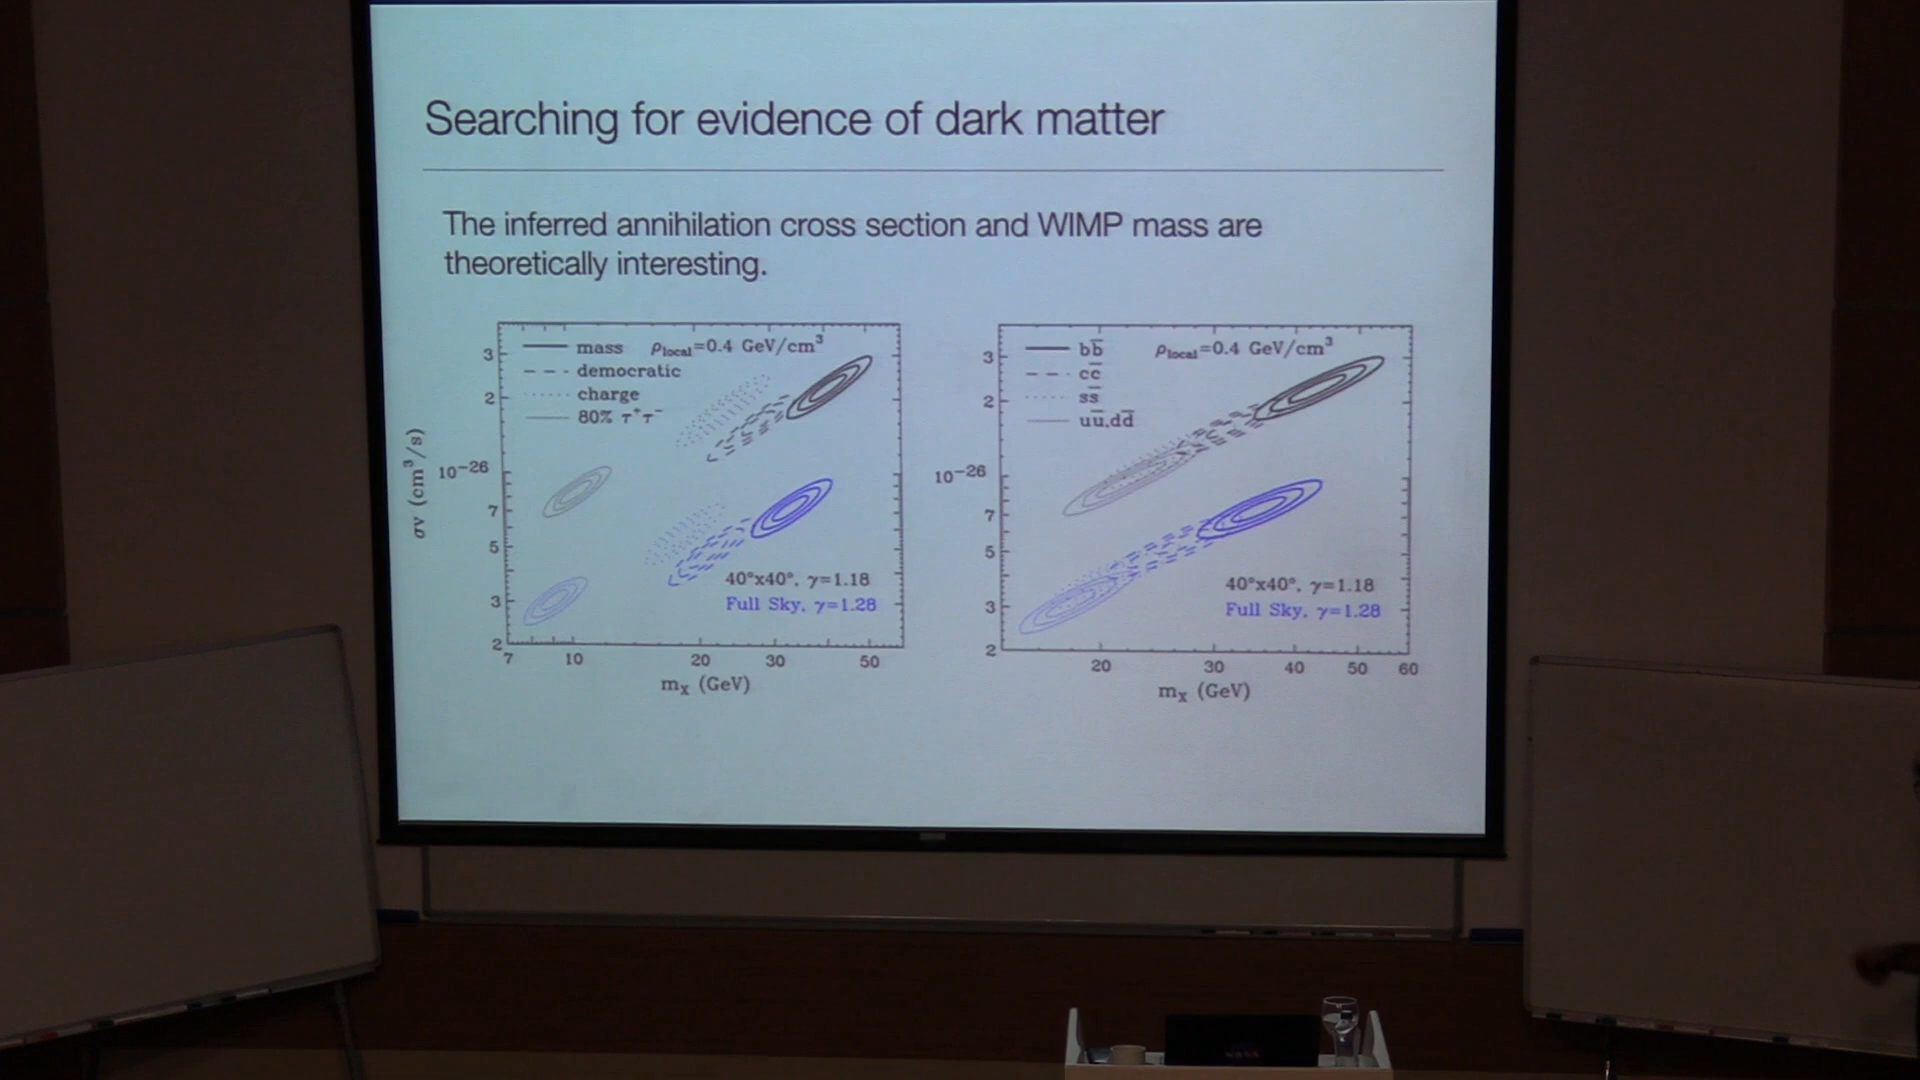 Searching for evidence of dark matter
The inferred annihilation cross section and WIMP mass are
theoretically interesting.
mass ρlocal=0.4 GeV/cm³
democratic
charge
80% τ⁺τ⁻
σv (cm³/s)
3
2
10⁻²⁶
7
5
3
2
40°x40°, γ=1.18
Full Sky, γ=1.28
7 10 20 30 50
mχ (GeV)
bb̄ ρlocal=0.4 GeV/cm³
cc̄
ss̄
uū,dd̄
3
2
10⁻²⁶
7
5
3
2
40°x40°, γ=1.18
Full Sky, γ=1.28
20 30 40 50 60
mχ (GeV)